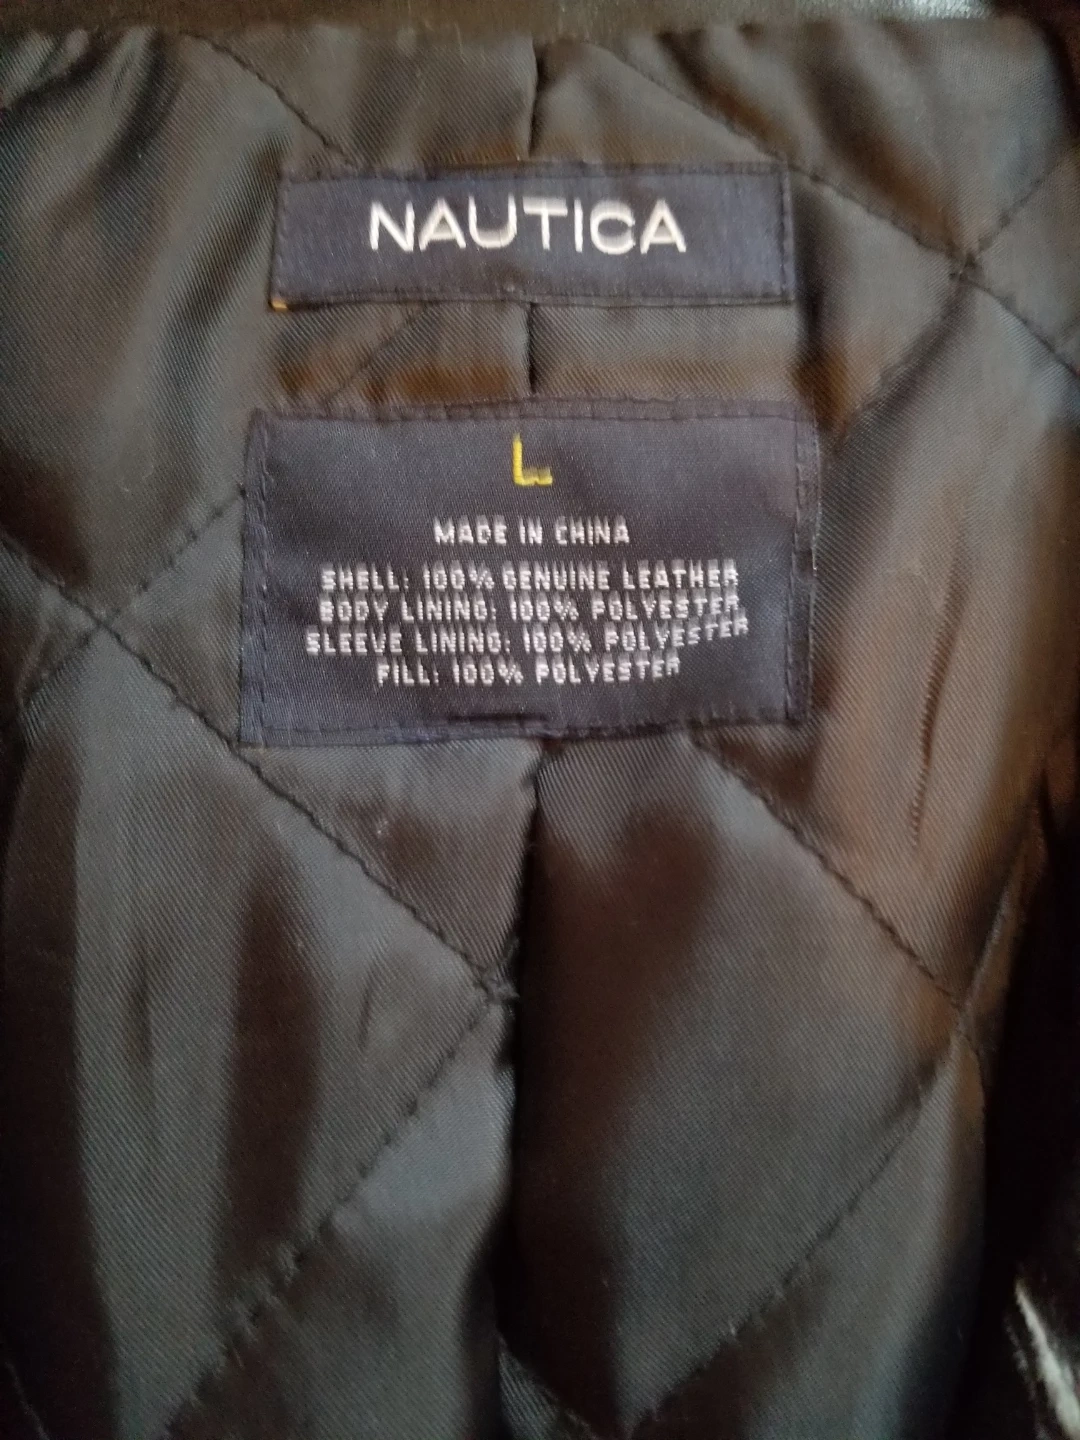 NAUTICA
L
MADE IN CHINA
SHELL: 100% GENUINE LEATHER
BODY LINING: 100% POLYESTER
SLEEVE LINING: 100% POLYESTER
FILL: 100% POLYESTER